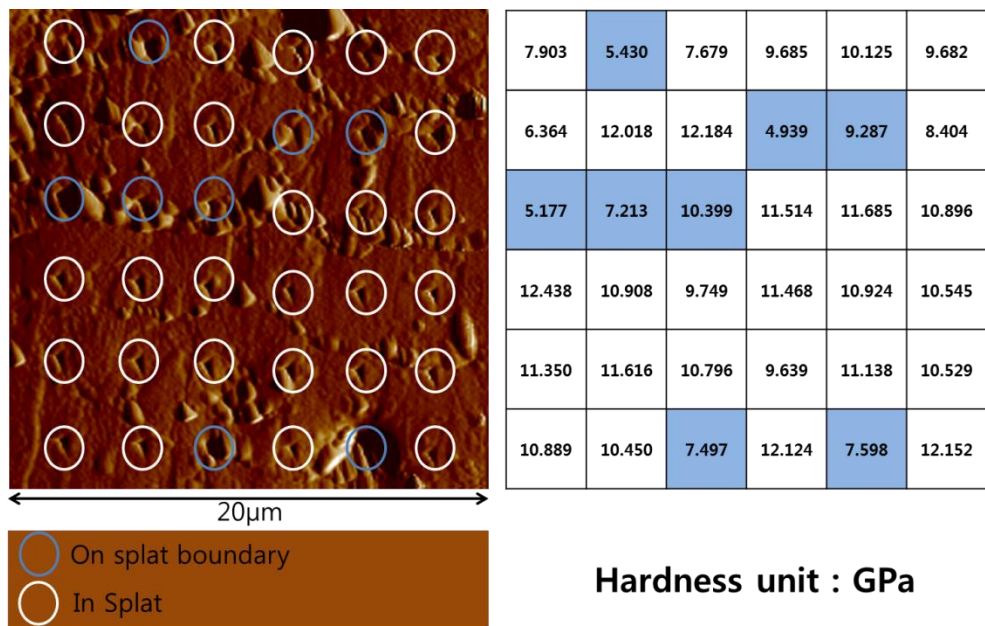 7.903 5.430 7.679 9.685 10.125 9.682
6.364 12.018 12.184 4.939 9.287 8.404
5.177 7.213 10.399 11.514 11.685 10.896
12.438 10.908 9.749 11.468 10.924 10.545
11.350 11.616 10.796 9.639 11.138 10.529
10.889 10.450 7.497 12.124 7.598 12.152
20μm
On splat boundary
In Splat
Hardness unit : GPa